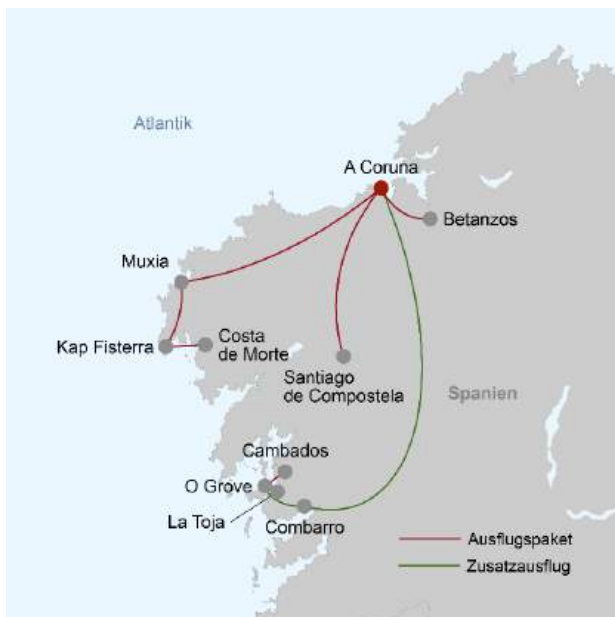 Atlantik
A Coruna
Betanzos
Muxia
Kap Fisterra
Costa
de Morte
Santiago
de Compostela
Spanien
Cambados
O Grove
La Toja
Combarro
Ausflugspaket
Zusatzausflug